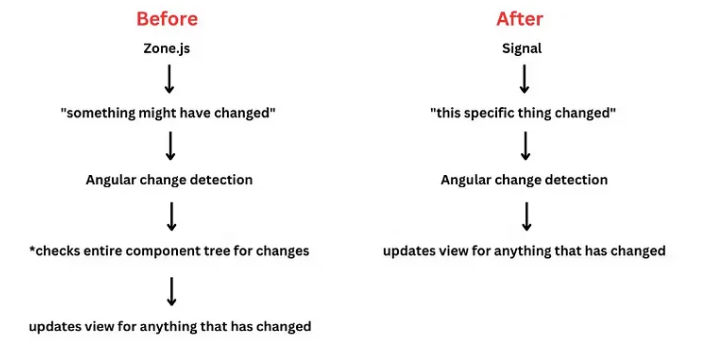 Before
Zone.js
"something might have changed"
Angular change detection
*checks entire component tree for changes
updates view for anything that has changed
After
Signal
"this specific thing changed"
Angular change detection
updates view for anything that has changed